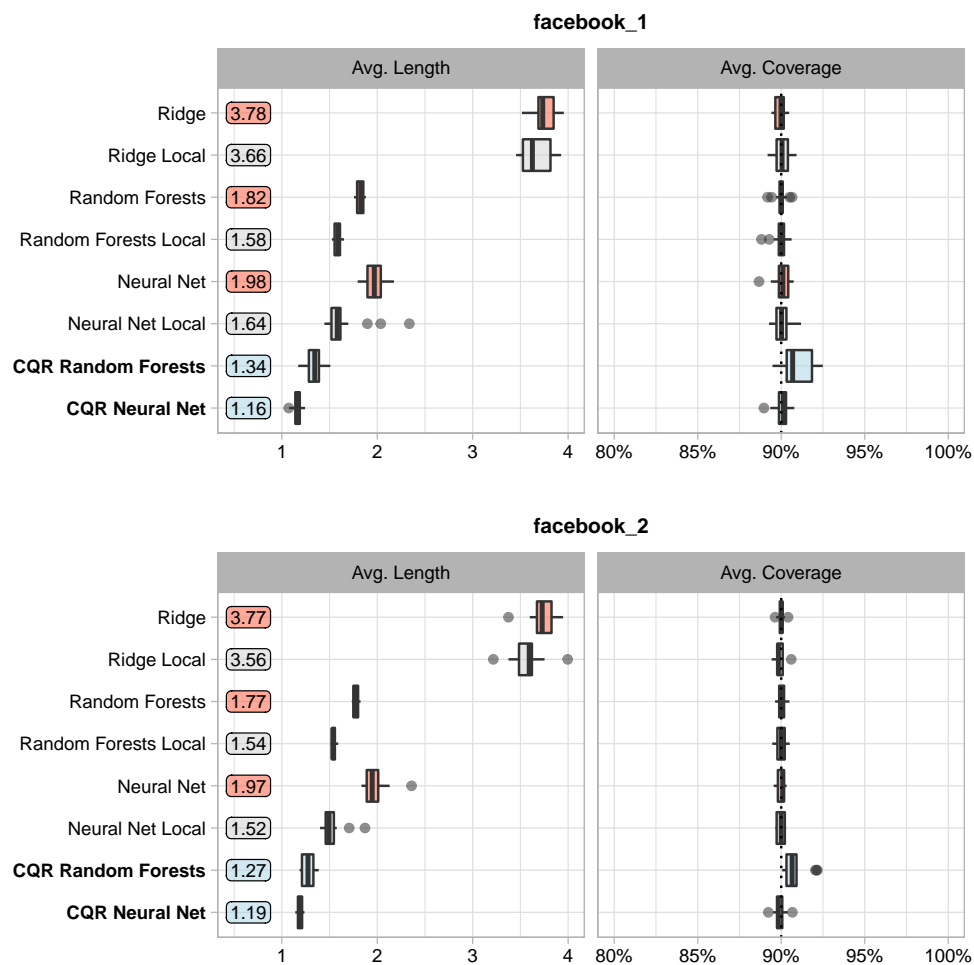 facebook_1
Avg. Length Avg. Coverage
Ridge 3.78
Ridge Local 3.66
Random Forests 1.82
Random Forests Local 1.58
Neural Net 1.98
Neural Net Local 1.64
CQR Random Forests 1.34
CQR Neural Net 1.16
1 2 3 4 80% 85% 90% 95% 100%
facebook_2
Avg. Length Avg. Coverage
Ridge 3.77
Ridge Local 3.56
Random Forests 1.77
Random Forests Local 1.54
Neural Net 1.97
Neural Net Local 1.52
CQR Random Forests 1.27
CQR Neural Net 1.19
1 2 3 4 80% 85% 90% 95% 100%